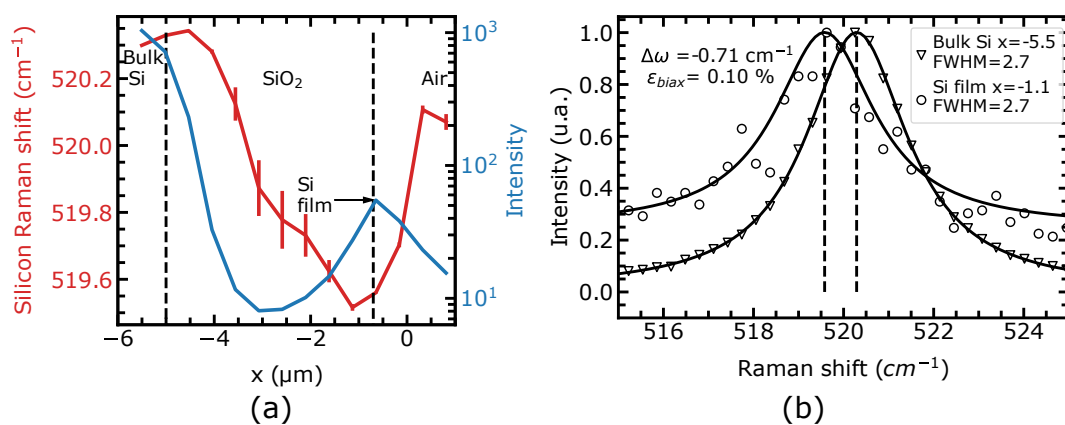 Silicon Raman shift (cm⁻¹)
520.2
520.0
519.8
519.6
Bulk
Si
SiO₂
Air
Si
film
10³
10²
10¹
Intensity
−6
−4
−2
0
x (μm)
(a)
Intensity (u.a.)
1.0
0.8
0.6
0.4
0.2
0.0
Δω = -0.71 cm⁻¹
ε_biax = 0.10 %
Bulk Si x=-5.5
FWHM=2.7
Si film x=-1.1
FWHM=2.7
516
518
520
522
524
Raman shift (cm⁻¹)
(b)